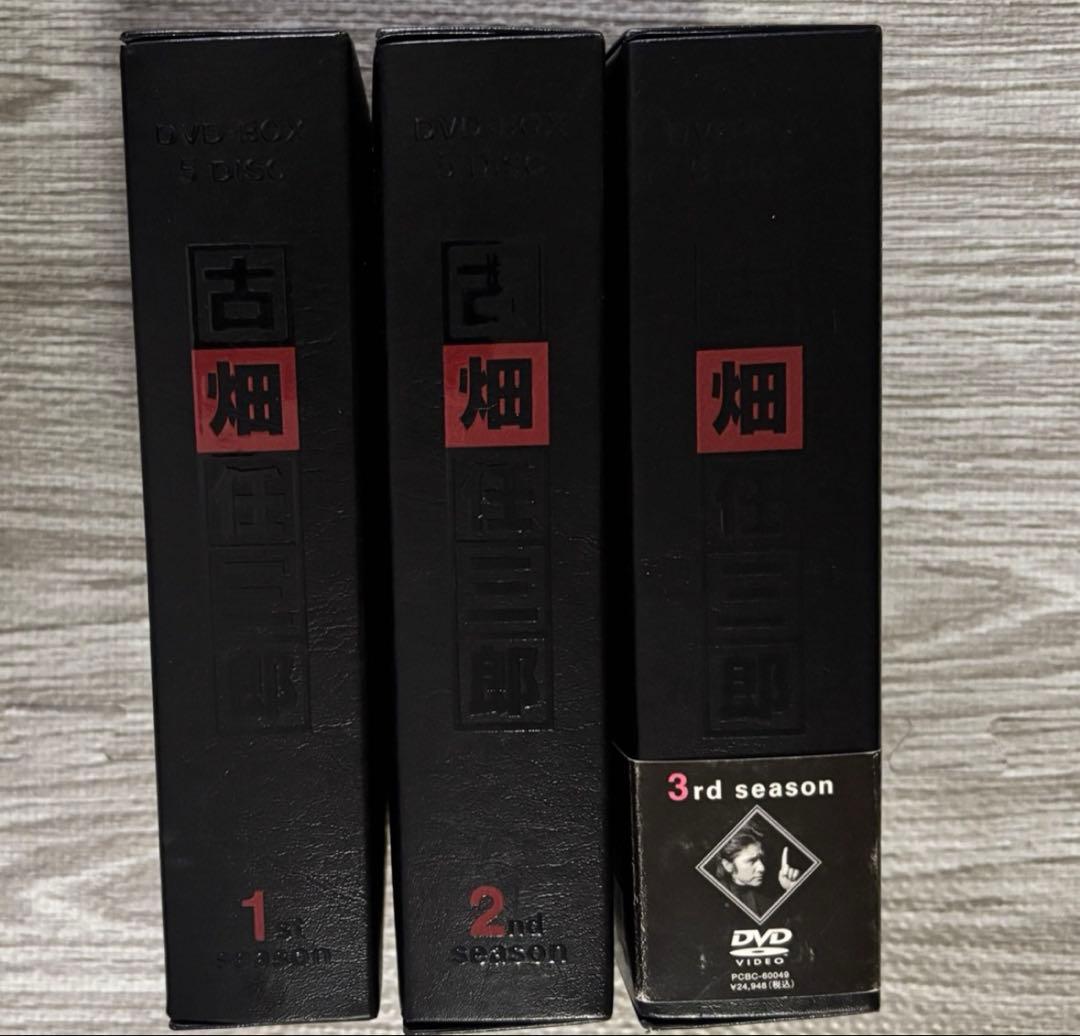 DVD-BOX
5 DISC
古
畑
任
三
郎
1st
season
DVD-BOX
5 DISC
古
畑
任
三
郎
2nd
season
畑
任
三
郎
3rd season
DVD
VIDEO
PCBC-60049
¥24,948(税込)